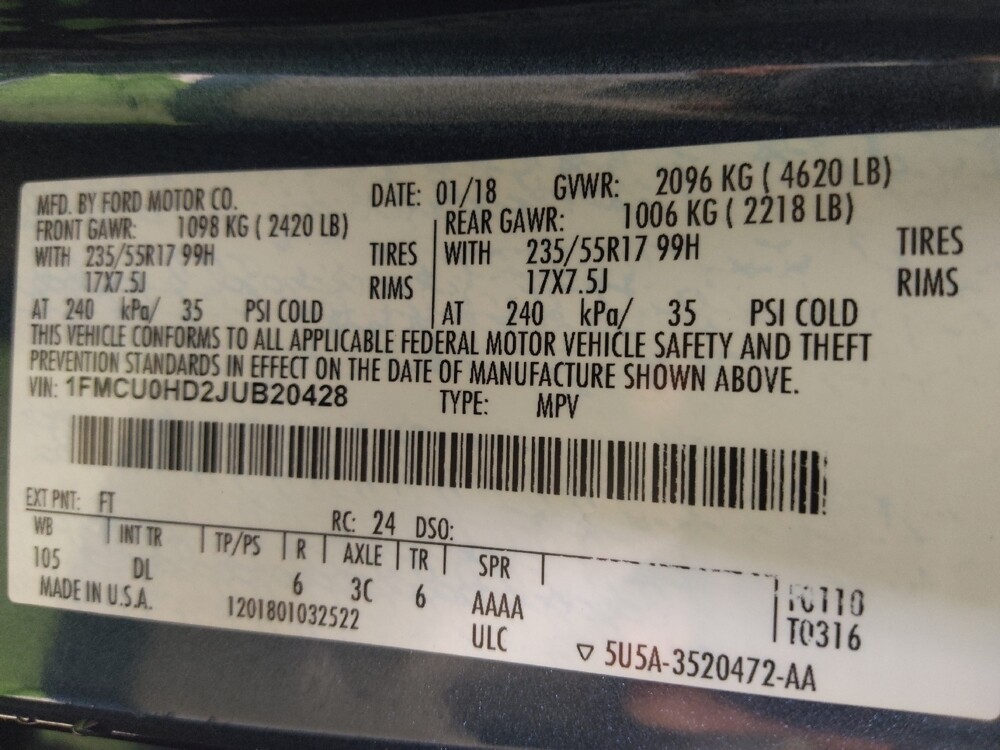 MFD. BY FORD MOTOR CO. DATE: 01/18 GVWR: 2096 KG ( 4620 LB)
FRONT GAWR: 1098 KG ( 2420 LB) REAR GAWR: 1006 KG ( 2218 LB)
WITH 235/55R17 99H TIRES WITH 235/55R17 99H TIRES
17X7.5J RIMS 17X7.5J RIMS
AT 240 kPa/ 35 PSI COLD AT 240 kPa/ 35 PSI COLD
THIS VEHICLE CONFORMS TO ALL APPLICABLE FEDERAL MOTOR VEHICLE SAFETY AND THEFT
PREVENTION STANDARDS IN EFFECT ON THE DATE OF MANUFACTURE SHOWN ABOVE.
VIN: 1FMCU0HD2JUB20428 TYPE: MPV
EXT PNT: FT RC: 24 DSO:
WB INT TR TP/PS R AXLE TR SPR
105 DL 6 3C 6 AAAA
MADE IN U.S.A. 1201801032522 ULC
T0316
▽ 5U5A-3520472-AA